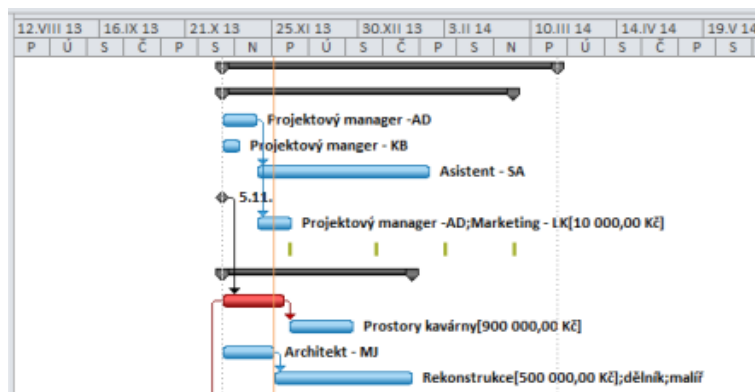 12.VIII 13 16.IX 13 21.X 13 25.XI 13 30.XII 13 3.II 14 10.III 14 14.IV 14 19.V 14
P Ú S Č P S N P Ú S Č P S N P Ú S Č P S
Projektový manager -AD
Projektový manger - KB
Asistent - SA
5.11.
Projektový manager -AD;Marketing - LK[10 000,00 Kč]
Prostory kavárny[900 000,00 Kč]
Architekt - MJ
Rekonstrukce[500 000,00 Kč];dělník;malíř